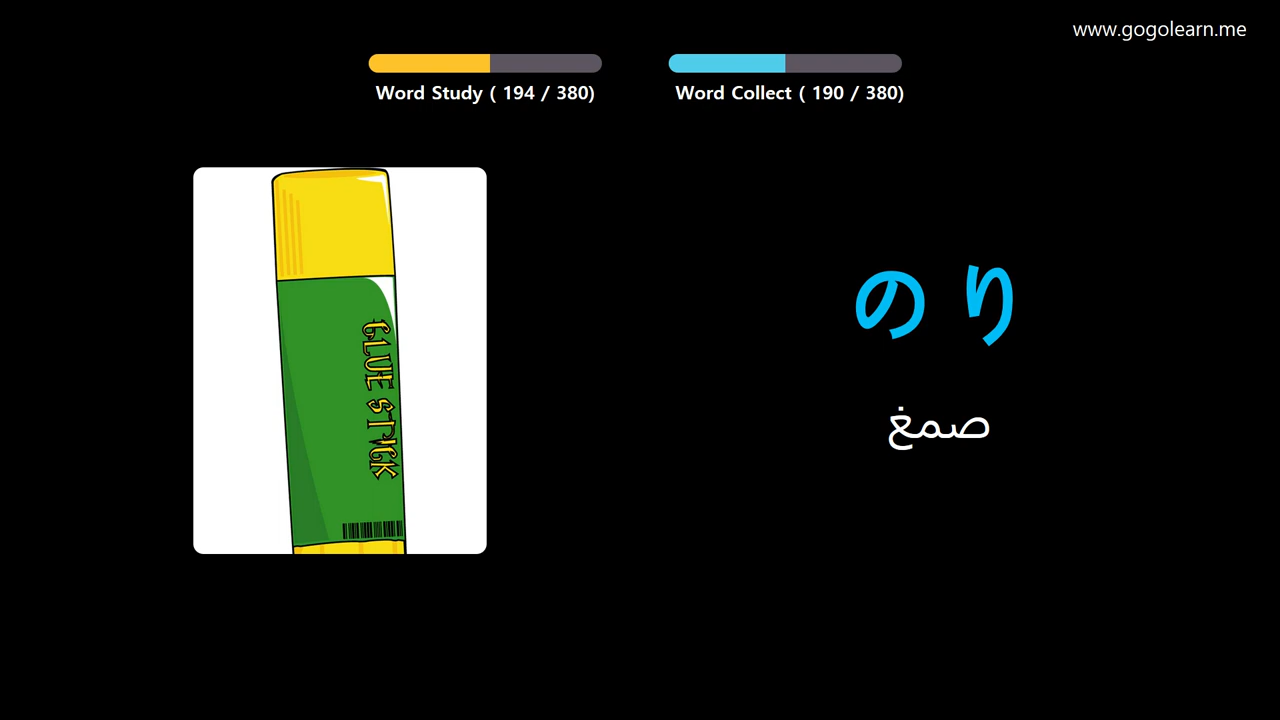 www.gogolearn.me
Word Study ( 194 / 380)
Word Collect ( 190 / 380)
GLUE STICK
のり
صمغ